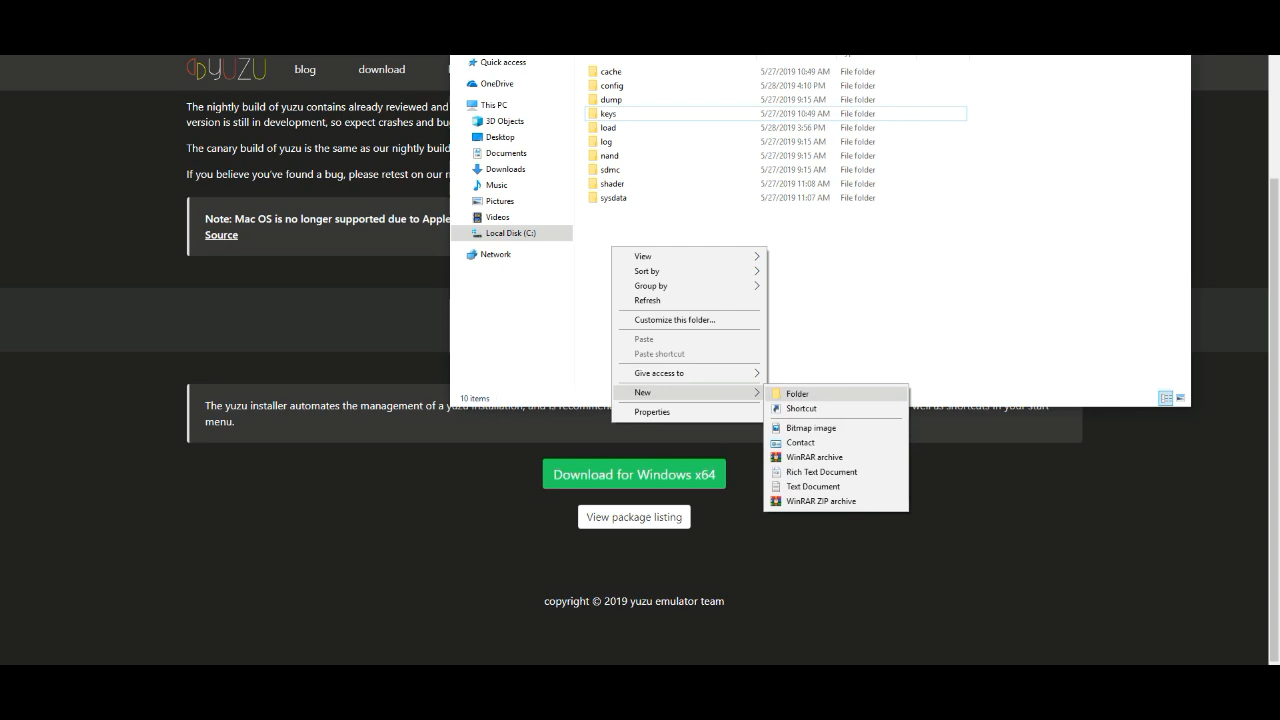 YUZU blog download
The nightly build of yuzu contains already reviewed and
version is still in development, so expect crashes and bu
The canary build of yuzu is the same as our nightly build
If you believe you've found a bug, please retest on our
Note: Mac OS is no longer supported due to Apple
Source
Quick access
OneDrive
This PC
3D Objects
Desktop
Documents
Downloads
Music
Pictures
Videos
Local Disk (C:)
Network
cache 5/27/2019 10:49 AM File folder
config 5/28/2019 4:10 PM File folder
dump 5/27/2019 9:15 AM File folder
keys 5/27/2019 10:49 AM File folder
load 5/28/2019 3:56 PM File folder
log 5/27/2019 9:15 AM File folder
nand 5/27/2019 9:15 AM File folder
sdmc 5/27/2019 9:15 AM File folder
shader 5/27/2019 11:08 AM File folder
sysdata 5/27/2019 11:07 AM File folder
10 items
View
Sort by
Group by
Refresh
Customize this folder...
Paste
Paste shortcut
Give access to
New
Properties
Folder
Shortcut
Bitmap image
Contact
WinRAR archive
Rich Text Document
Text Document
WinRAR ZIP archive
The yuzu installer automates the management of a yuzu installation, and is recomm well as shortcuts in your start
menu.
Download for Windows x64
View package listing
copyright © 2019 yuzu emulator team